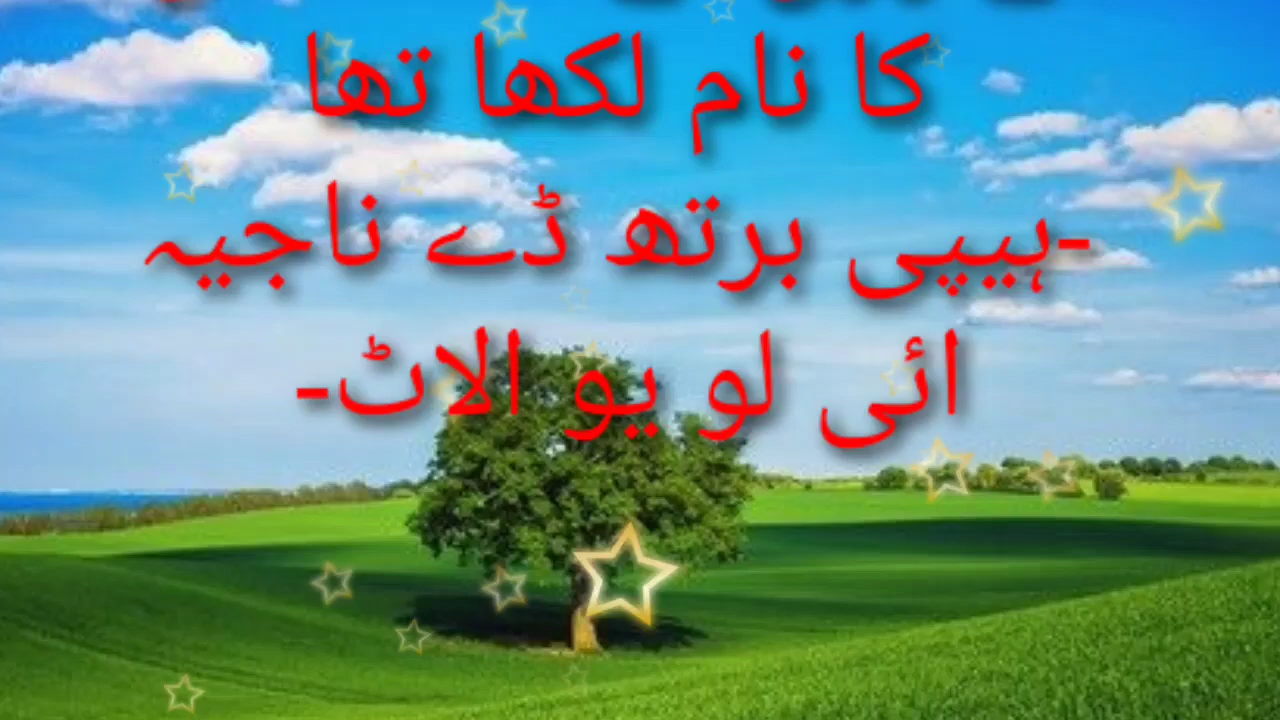 کا نام لکھا تھا
-ہیپی برتھ ڈے ناجیہ
ائی لو یو الاٹ-